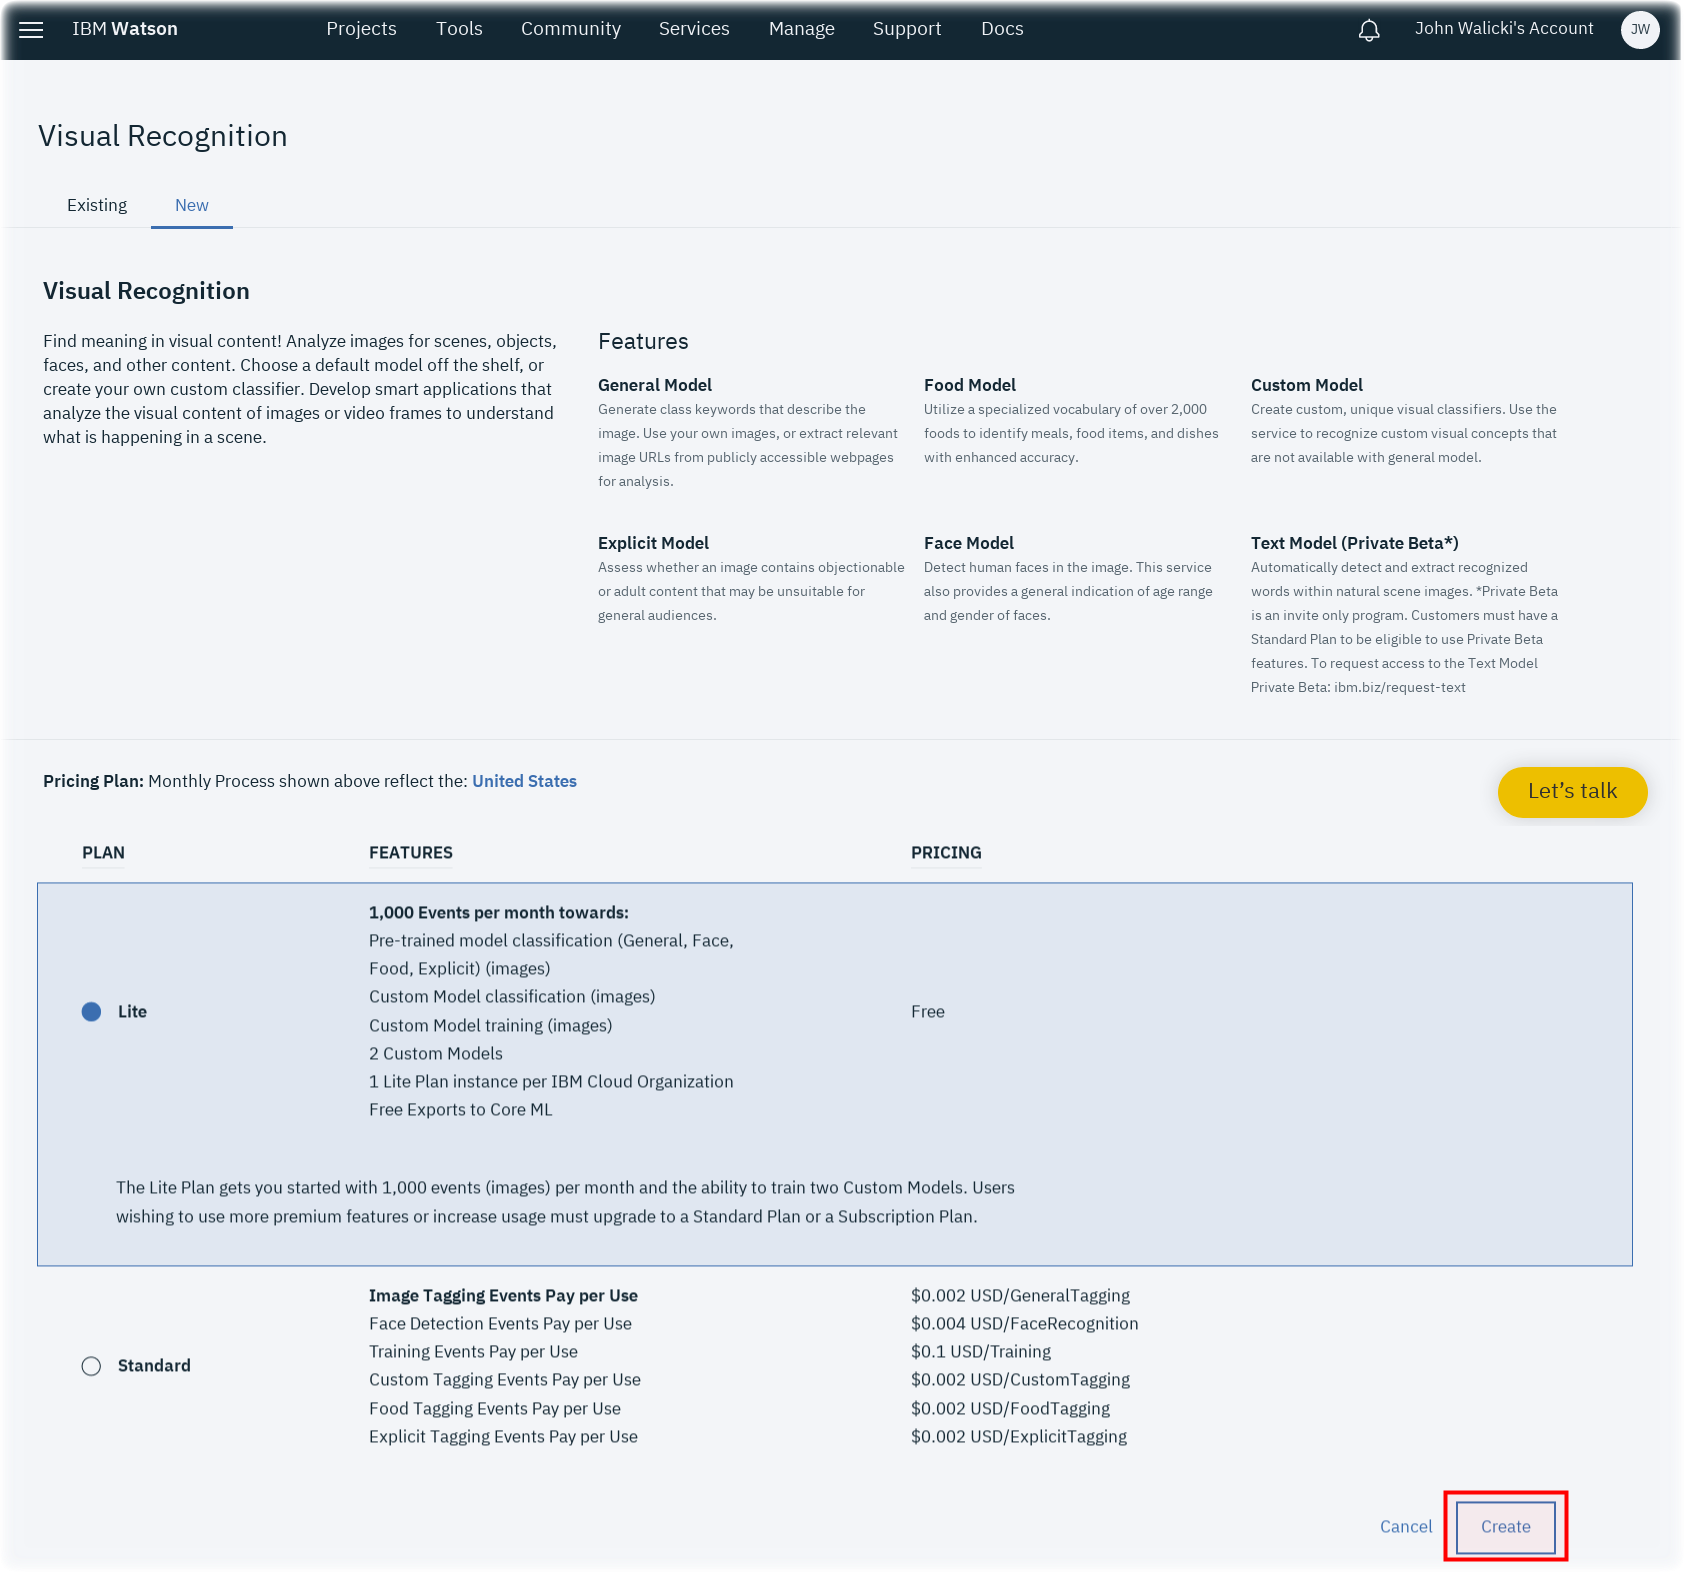 IBM Watson
Projects
Tools
Community
Services
Manage
Support
Docs
John Walicki's Account
JW
Visual Recognition
Existing
New
Visual Recognition
Find meaning in visual content! Analyze images for scenes, objects,
faces, and other content. Choose a default model off the shelf, or
create your own custom classifier. Develop smart applications that
analyze the visual content of images or video frames to understand
what is happening in a scene.
Features
General Model
Generate class keywords that describe the
image. Use your own images, or extract relevant
image URLs from publicly accessible webpages
for analysis.
Food Model
Utilize a specialized vocabulary of over 2,000
foods to identify meals, food items, and dishes
with enhanced accuracy.
Custom Model
Create custom, unique visual classifiers. Use the
service to recognize custom visual concepts that
are not available with general model.
Explicit Model
Assess whether an image contains objectionable
or adult content that may be unsuitable for
general audiences.
Face Model
Detect human faces in the image. This service
also provides a general indication of age range
and gender of faces.
Text Model (Private Beta*)
Automatically detect and extract recognized
words within natural scene images. *Private Beta
is an invite only program. Customers must have a
Standard Plan to be eligible to use Private Beta
features. To request access to the Text Model
Private Beta: ibm.biz/request-text
Pricing Plan: Monthly Process shown above reflect the: United States
Let's talk
PLAN
FEATURES
PRICING
Lite
1,000 Events per month towards:
Pre-trained model classification (General, Face,
Food, Explicit) (images)
Custom Model classification (images)
Custom Model training (images)
2 Custom Models
1 Lite Plan instance per IBM Cloud Organization
Free Exports to Core ML
Free
The Lite Plan gets you started with 1,000 events (images) per month and the ability to train two Custom Models. Users
wishing to use more premium features or increase usage must upgrade to a Standard Plan or a Subscription Plan.
Standard
Image Tagging Events Pay per Use
Face Detection Events Pay per Use
Training Events Pay per Use
Custom Tagging Events Pay per Use
Food Tagging Events Pay per Use
Explicit Tagging Events Pay per Use
$0.002 USD/GeneralTagging
$0.004 USD/FaceRecognition
$0.1 USD/Training
$0.002 USD/CustomTagging
$0.002 USD/FoodTagging
$0.002 USD/ExplicitTagging
Cancel
Create